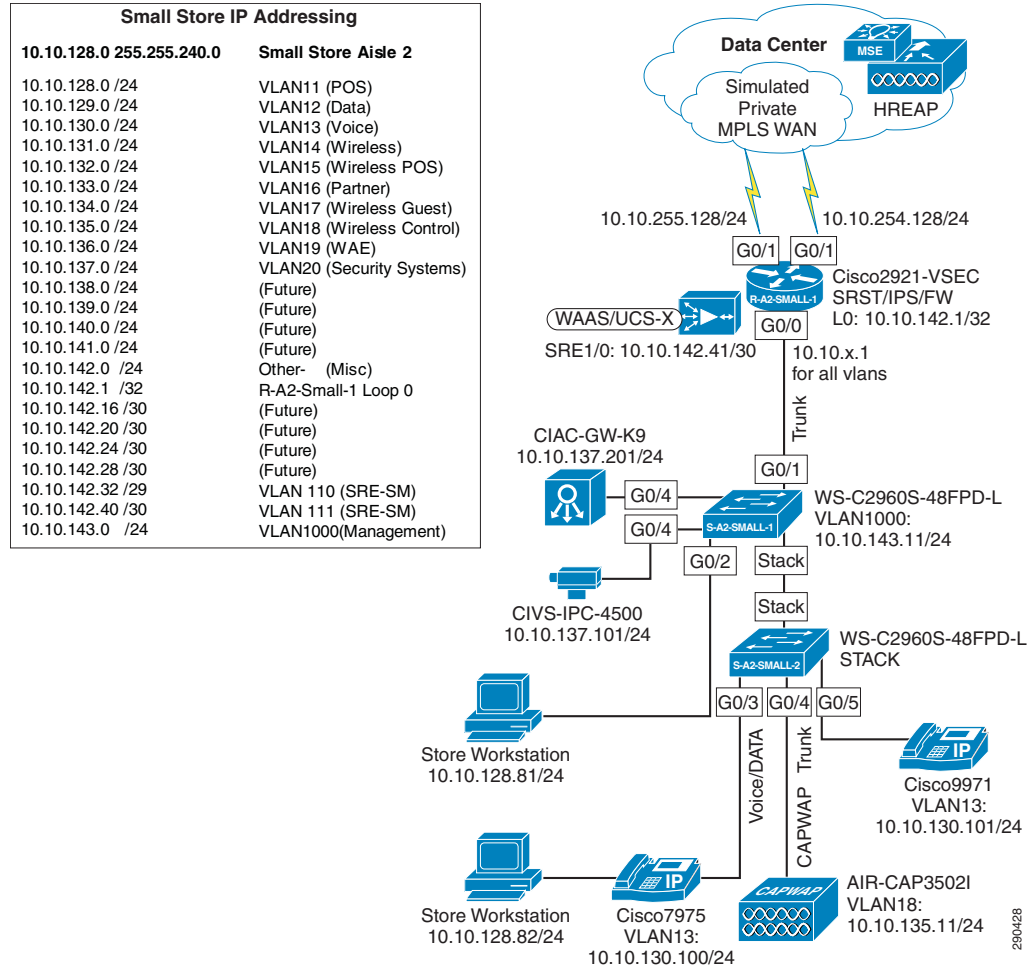 Small Store IP Addressing
10.10.128.0 255.255.240.0 Small Store Aisle 2
10.10.128.0 /24 VLAN11 (POS)
10.10.129.0 /24 VLAN12 (Data)
10.10.130.0 /24 VLAN13 (Voice)
10.10.131.0 /24 VLAN14 (Wireless)
10.10.132.0 /24 VLAN15 (Wireless POS)
10.10.133.0 /24 VLAN16 (Partner)
10.10.134.0 /24 VLAN17 (Wireless Guest)
10.10.135.0 /24 VLAN18 (Wireless Control)
10.10.136.0 /24 VLAN19 (WAE)
10.10.137.0 /24 VLAN20 (Security Systems)
10.10.138.0 /24 (Future)
10.10.139.0 /24 (Future)
10.10.140.0 /24 (Future)
10.10.141.0 /24 (Future)
10.10.142.0 /24 Other- (Misc)
10.10.142.1 /32 R-A2-Small-1 Loop 0
10.10.142.16 /30 (Future)
10.10.142.20 /30 (Future)
10.10.142.24 /30 (Future)
10.10.142.28 /30 (Future)
10.10.142.32 /29 VLAN 110 (SRE-SM)
10.10.142.40 /30 VLAN 111 (SRE-SM)
10.10.143.0 /24 VLAN1000(Management)
Data Center
MSE
HREAP
Simulated
Private
MPLS WAN
10.10.255.128/24
10.10.254.128/24
G0/1
G0/1
R-A2-SMALL-1
Cisco2921-VSEC
SRST/IPS/FW
L0: 10.10.142.1/32
WAAS/UCS-X
SRE1/0: 10.10.142.41/30
G0/0
10.10.x.1
for all vlans
Trunk
CIAC-GW-K9
10.10.137.201/24
G0/1
G0/4
S-A2-SMALL-1
WS-C2960S-48FPD-L
VLAN1000:
10.10.143.11/24
G0/4
G0/2
Stack
CIVS-IPC-4500
10.10.137.101/24
Stack
S-A2-SMALL-2
WS-C2960S-48FPD-L
STACK
G0/3
G0/4
G0/5
Store Workstation
10.10.128.81/24
Voice/DATA
CAPWAP Trunk
IP
Cisco9971
VLAN13:
10.10.130.101/24
Store Workstation
10.10.128.82/24
IP
Cisco7975
VLAN13:
10.10.130.100/24
CAPWAP
AIR-CAP3502I
VLAN18:
10.10.135.11/24
290428